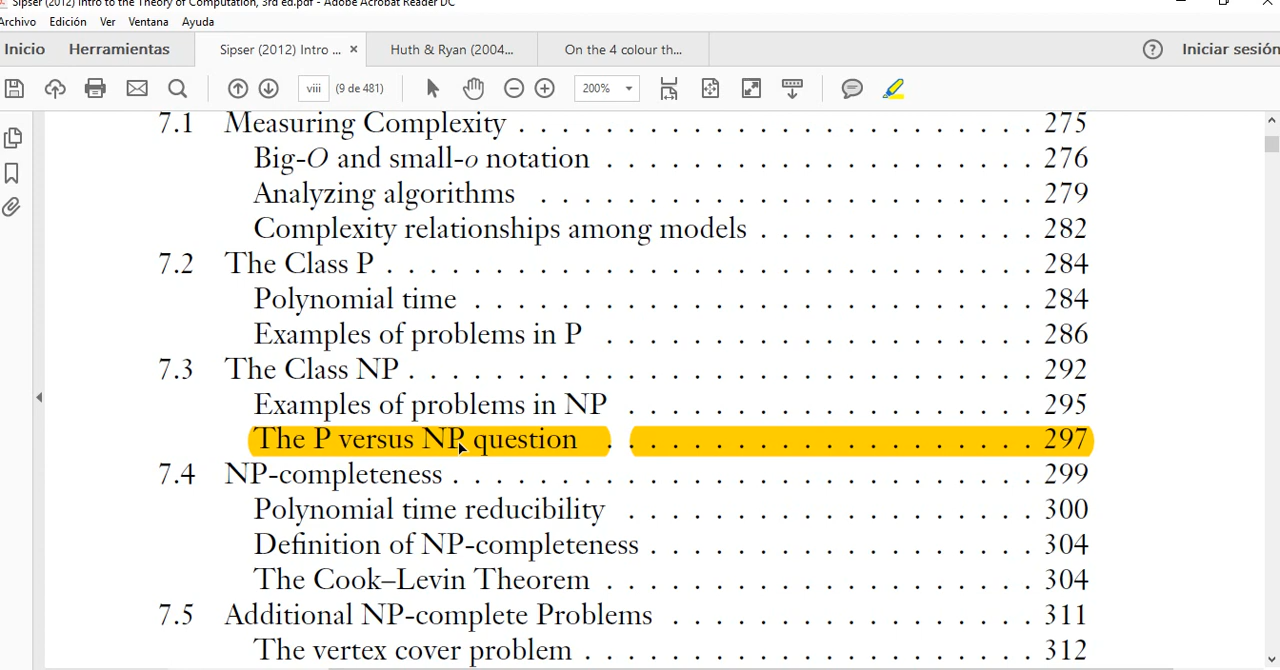 Sipser (2012) Intro to the Theory of Computation, 3rd ed.pdf - Adobe Acrobat Reader DC
Archivo Edición Ver Ventana Ayuda
Inicio Herramientas Sipser (2012) Intro ... × Huth & Ryan (2004... On the 4 colour th... ? Iniciar sesión
viii (9 de 481) 200%
7.1 Measuring Complexity . . . . . . . . . . . . . . . . . . . . . . . . 275
Big-O and small-o notation . . . . . . . . . . . . . . . . . . . . 276
Analyzing algorithms . . . . . . . . . . . . . . . . . . . . . . . 279
Complexity relationships among models . . . . . . . . . . . . . 282
7.2 The Class P . . . . . . . . . . . . . . . . . . . . . . . . . . . . . . 284
Polynomial time . . . . . . . . . . . . . . . . . . . . . . . . . . 284
Examples of problems in P . . . . . . . . . . . . . . . . . . . . 286
7.3 The Class NP . . . . . . . . . . . . . . . . . . . . . . . . . . . . . 292
Examples of problems in NP . . . . . . . . . . . . . . . . . . . 295
The P versus NP question . . . . . . . . . . . . . . . . . . . . 297
7.4 NP-completeness . . . . . . . . . . . . . . . . . . . . . . . . . . . 299
Polynomial time reducibility . . . . . . . . . . . . . . . . . . . 300
Definition of NP-completeness . . . . . . . . . . . . . . . . . . 304
The Cook–Levin Theorem . . . . . . . . . . . . . . . . . . . . 304
7.5 Additional NP-complete Problems . . . . . . . . . . . . . . . . . 311
The vertex cover problem . . . . . . . . . . . . . . . . . . . . . 312